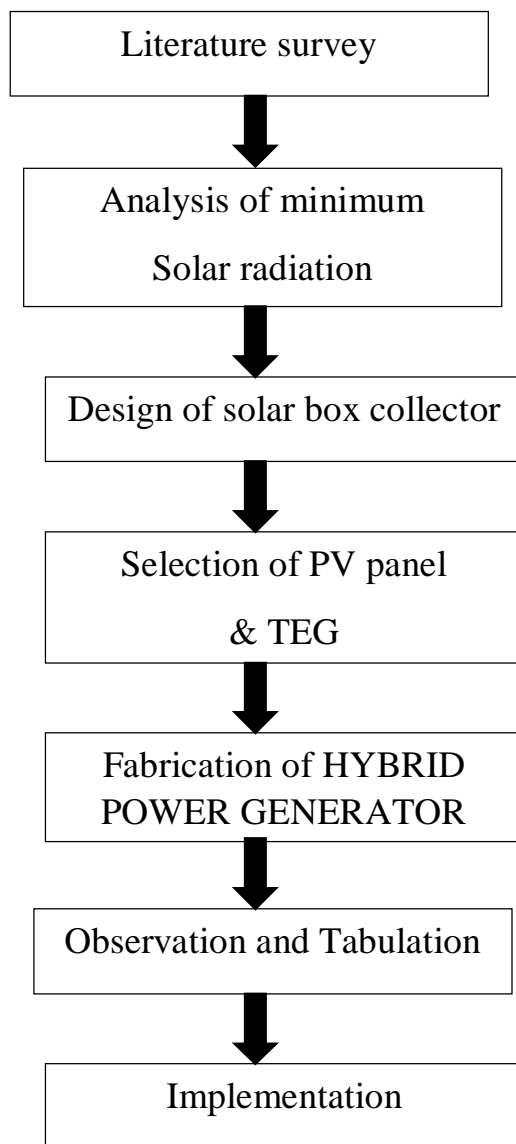 Literature survey
Analysis of minimum
Solar radiation
Design of solar box collector
Selection of PV panel
& TEG
Fabrication of HYBRID
POWER GENERATOR
Observation and Tabulation
Implementation